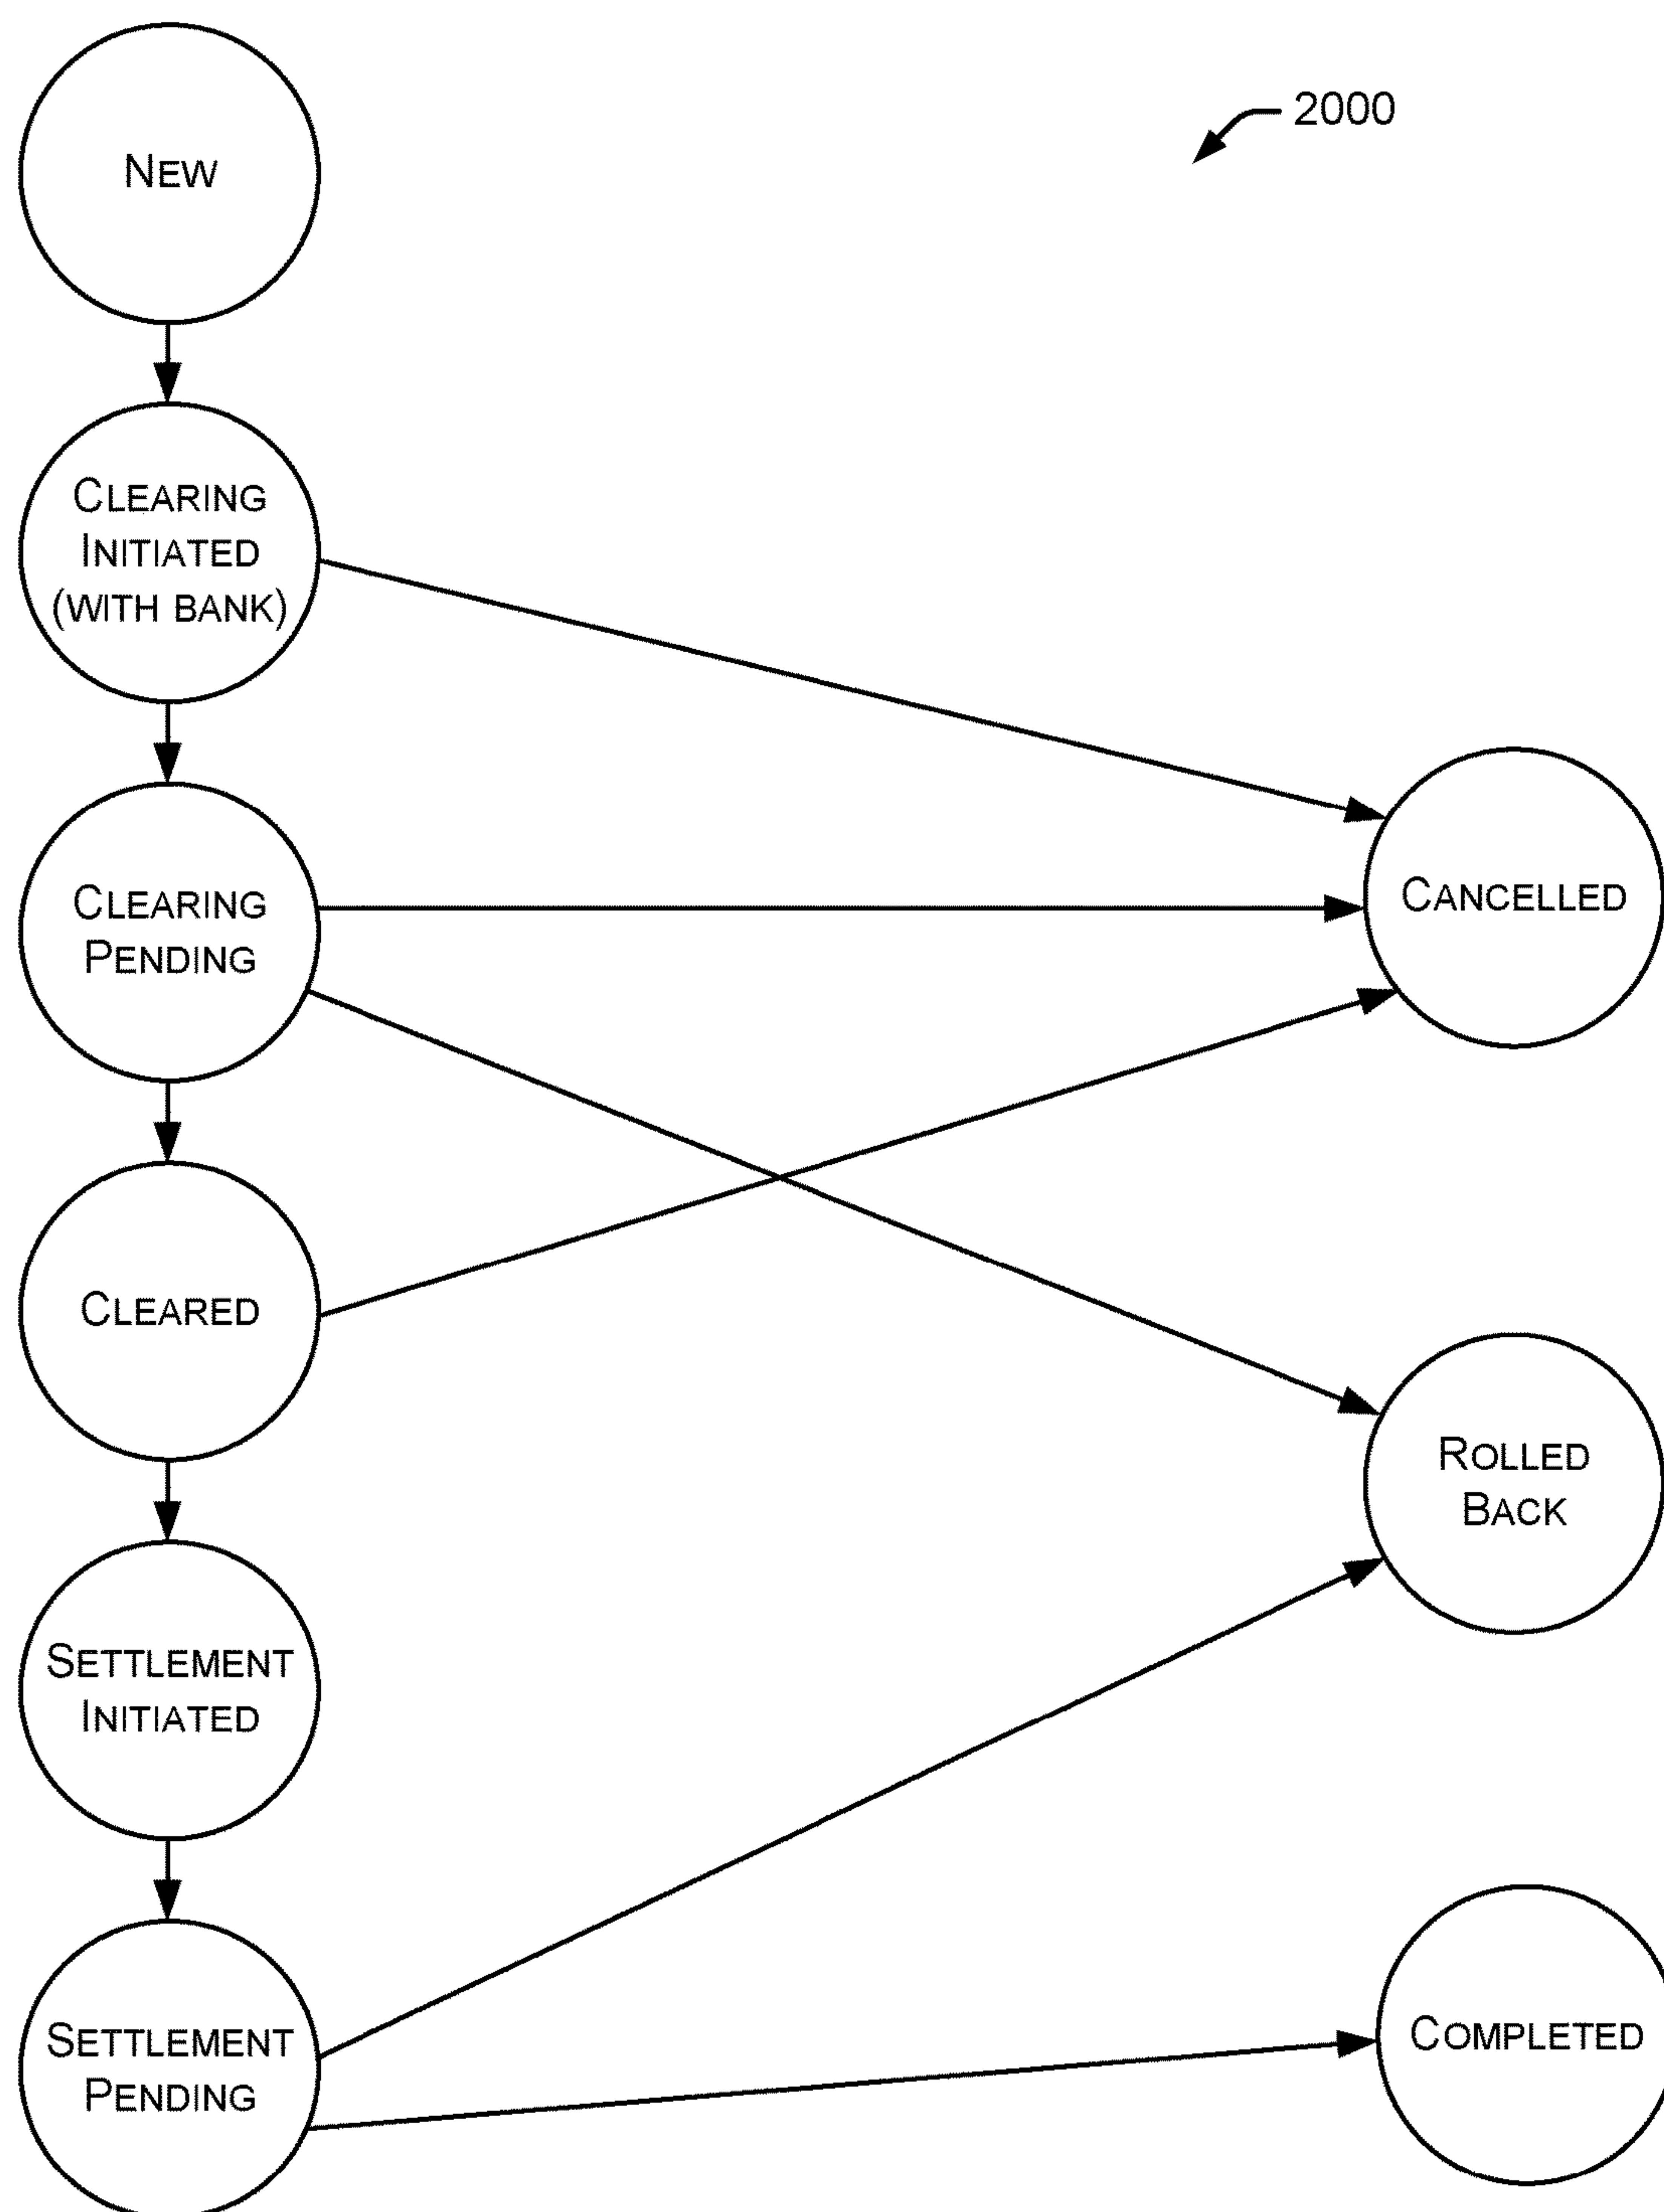 NEW
2000
CLEARING
INITIATED
(WITH BANK)
CLEARING
PENDING
CANCELLED
CLEARED
ROLLED
BACK
SETTLEMENT
INITIATED
SETTLEMENT
PENDING
COMPLETED